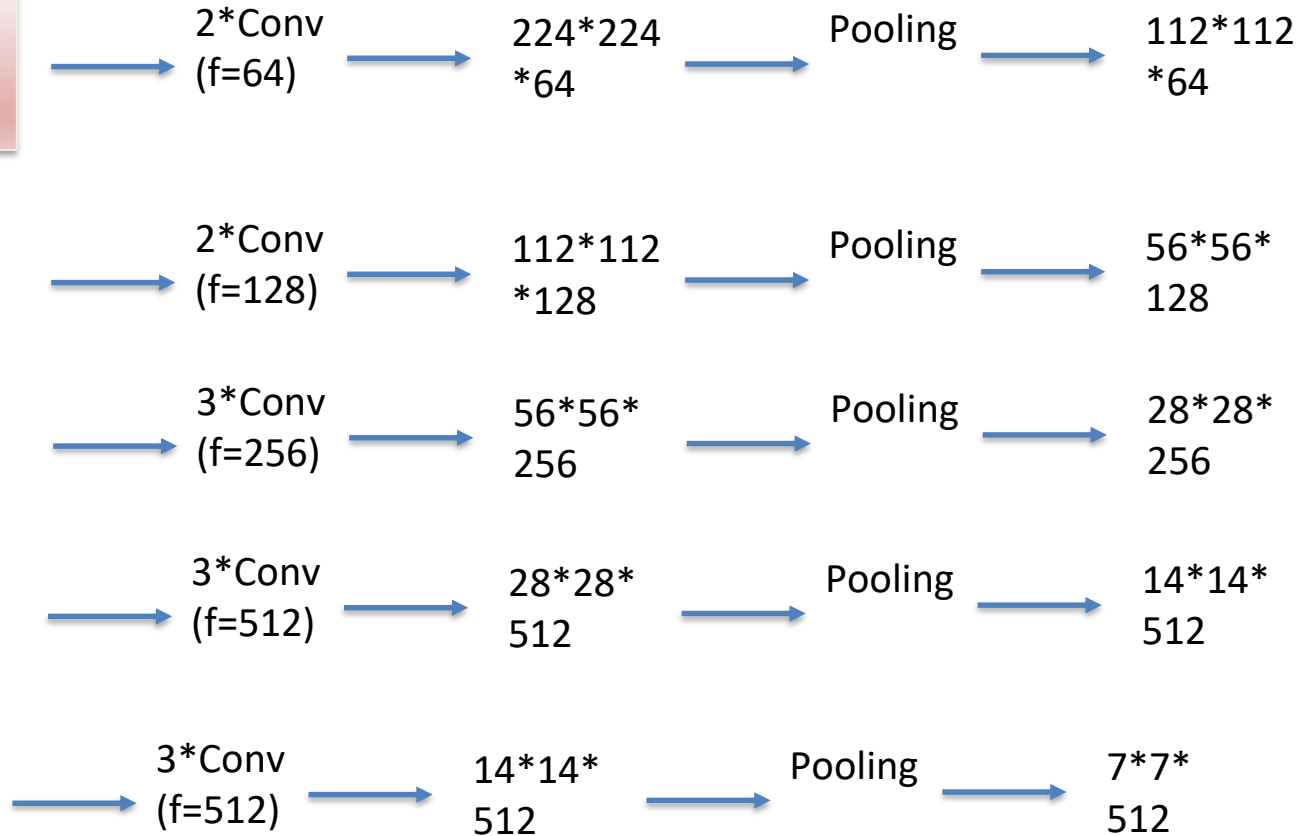 2*Conv
(f=64)
224*224
*64
Pooling
112*112
*64
2*Conv
(f=128)
112*112
*128
Pooling
56*56*
128
3*Conv
(f=256)
56*56*
256
Pooling
28*28*
256
3*Conv
(f=512)
28*28*
512
Pooling
14*14*
512
3*Conv
(f=512)
14*14*
512
Pooling
7*7*
512